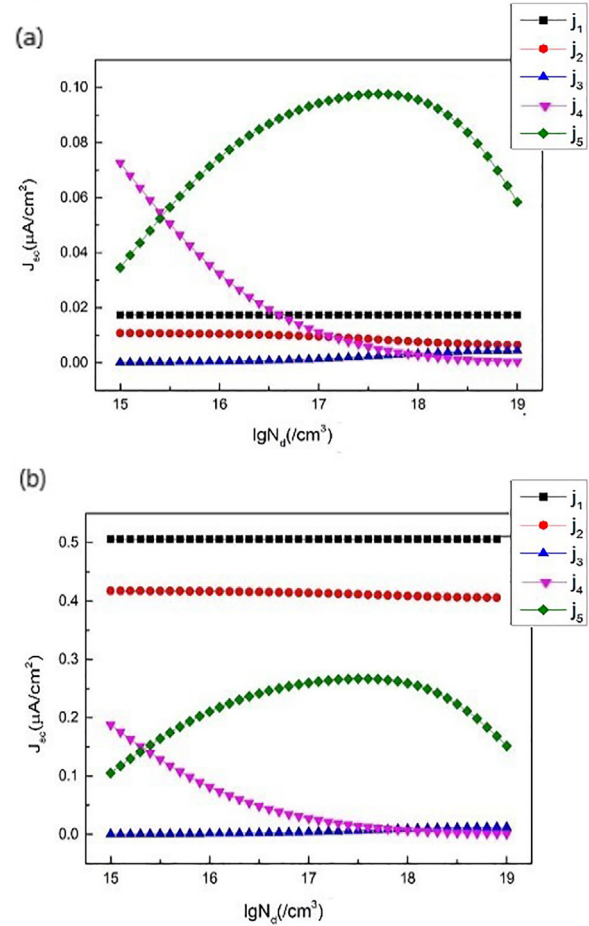 (a)
j1
j2
j3
j4
j5
0.10
0.08
0.06
0.04
0.02
0.00
Jsc(μA/cm²)
15
16
17
18
19
lgNd(/cm³)
(b)
j1
j2
j3
j4
j5
0.5
0.4
0.3
0.2
0.1
0.0
Jsc(μA/cm²)
15
16
17
18
19
lgNd(/cm³)